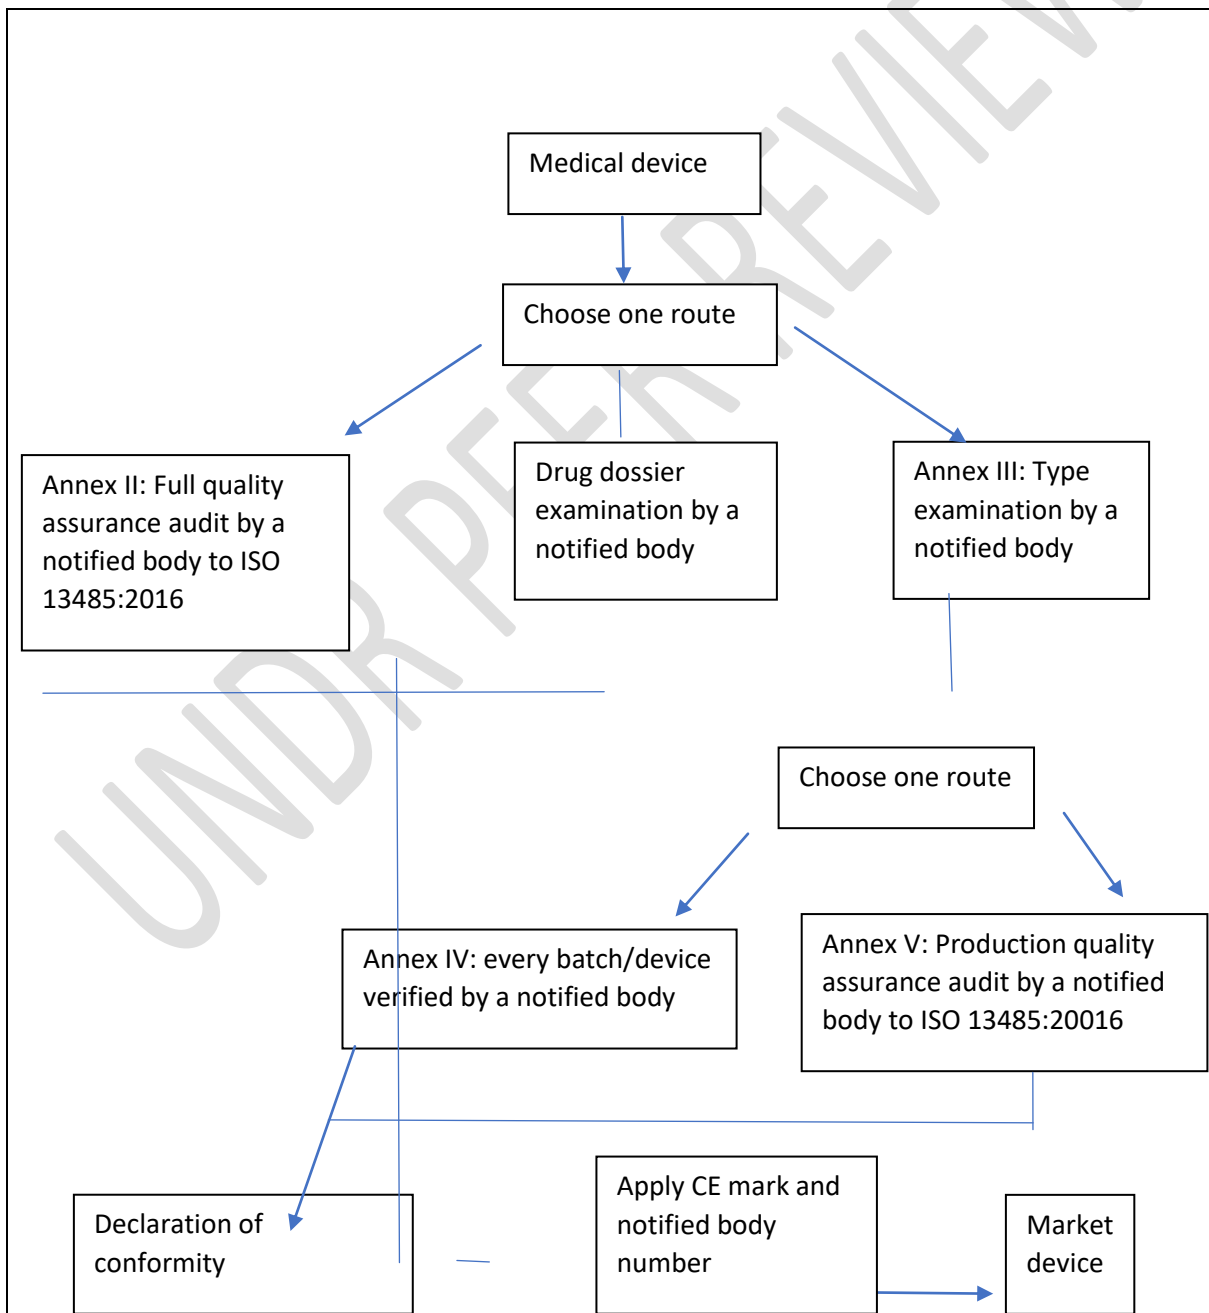 UNDR PEER REVIEW
Medical device
Choose one route
Annex II: Full quality
assurance audit by a
notified body to ISO
13485:2016
Drug dossier
examination by a
notified body
Annex III: Type
examination by a
notified body
Choose one route
Annex IV: every batch/device
verified by a notified body
Annex V: Production quality
assurance audit by a notified
body to ISO 13485:20016
Declaration of
conformity
Apply CE mark and
notified body
number
Market
device